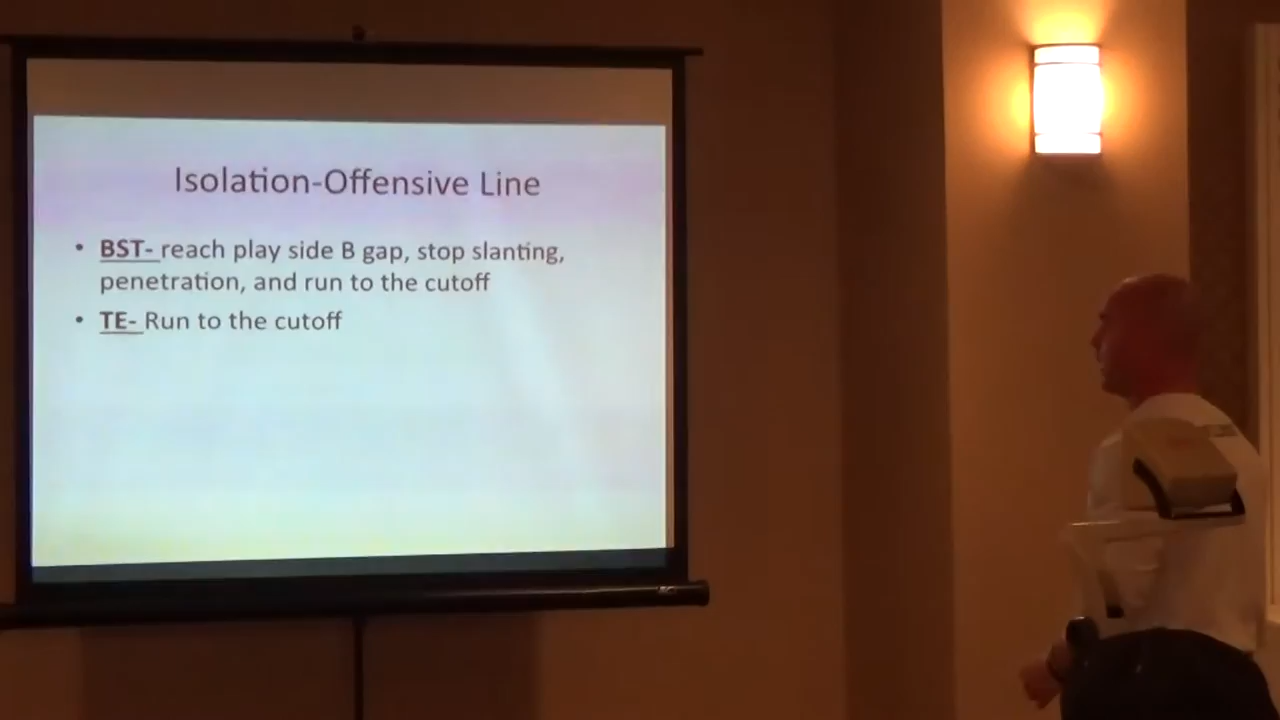 Isolation-Offensive Line
• BST- reach play side B gap, stop slanting,
penetration, and run to the cutoff
• TE- Run to the cutoff